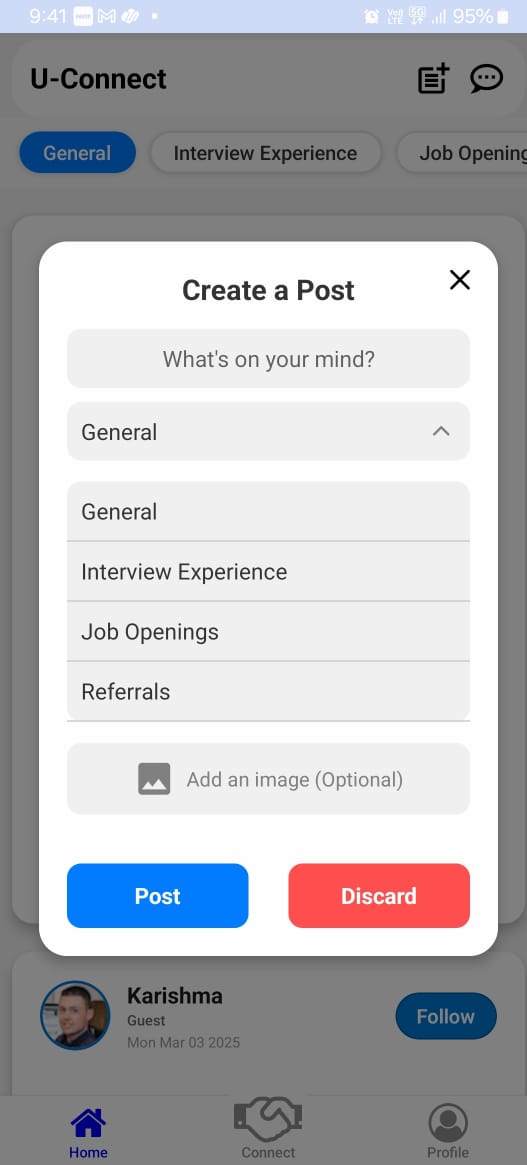 9:41
95%
U-Connect
General
Interview Experience
Job Opening
Create a Post
What's on your mind?
General
General
Interview Experience
Job Openings
Referrals
Add an image (Optional)
Post
Discard
Karishma
Guest
Mon Mar 03 2025
Follow
Home
Connect
Profile